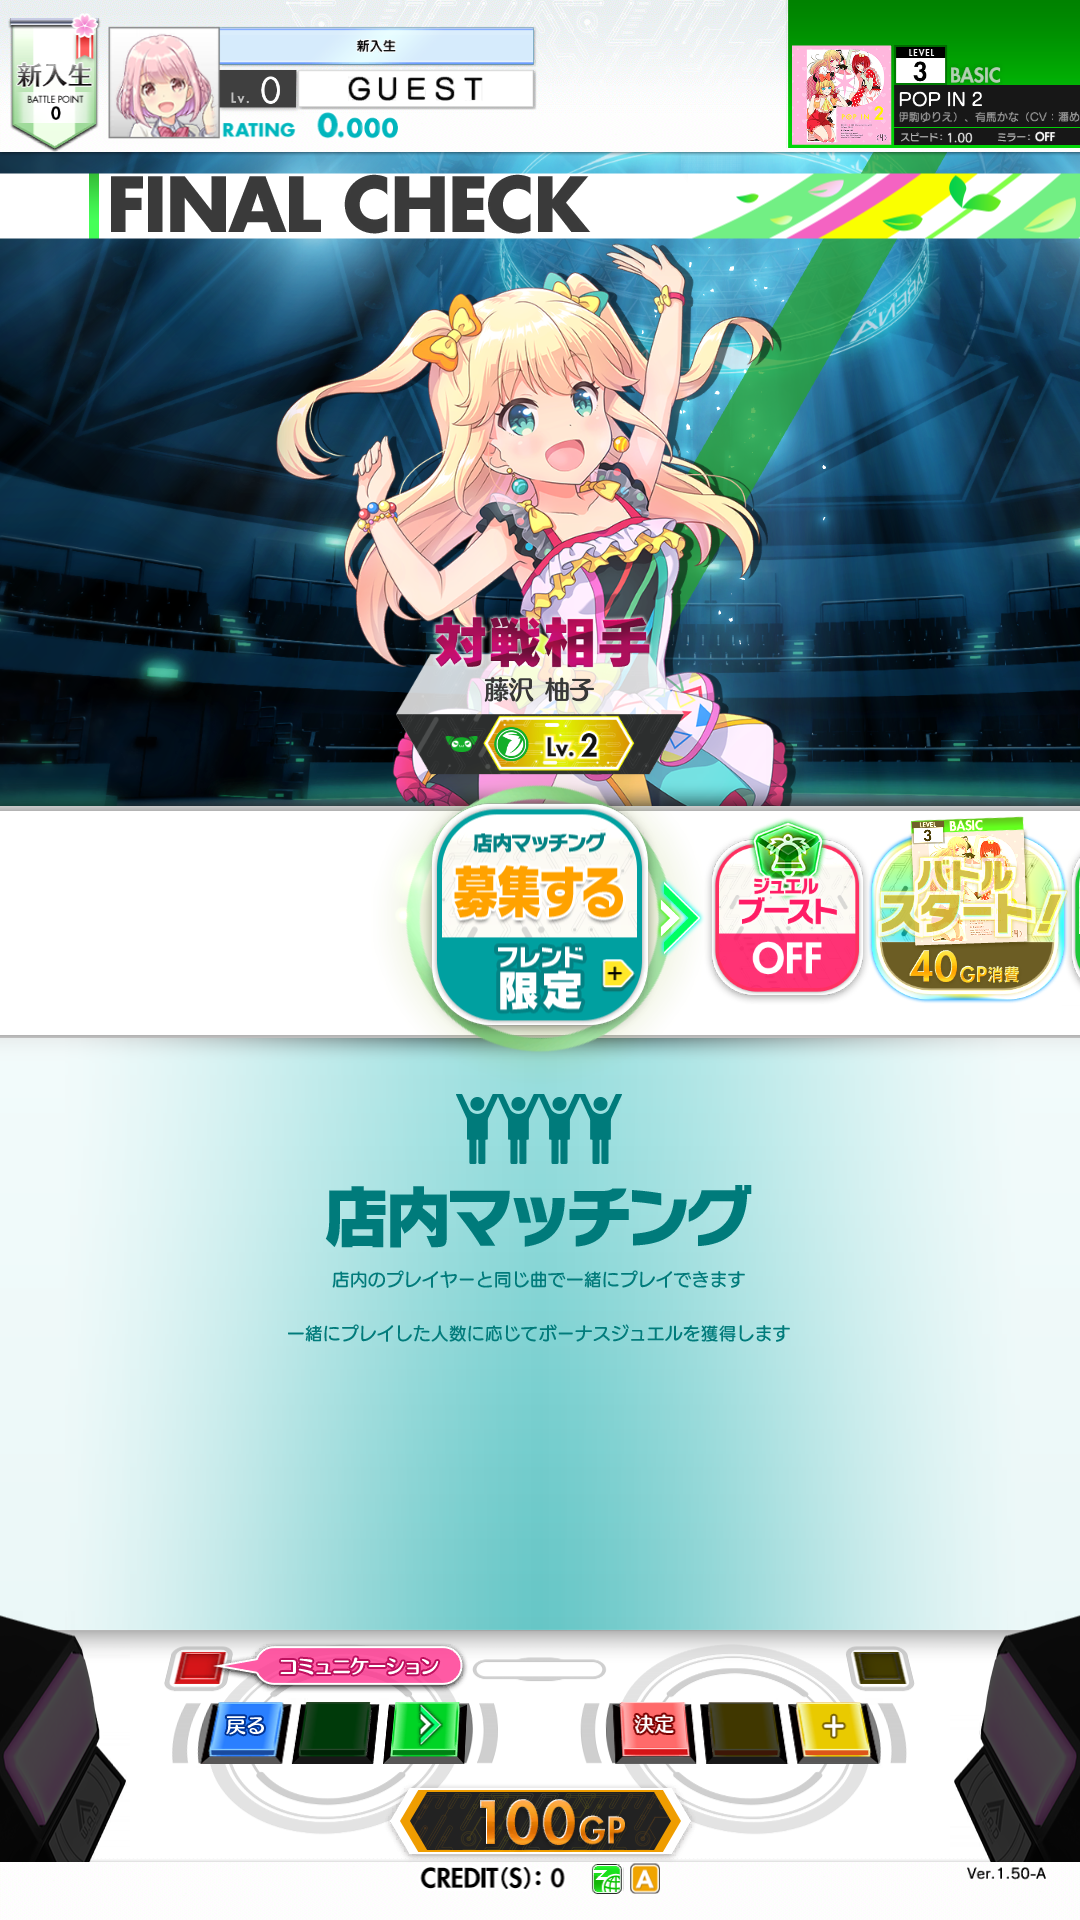 新入生
BATTLE POINT
0
新入生
Lv. 0
GUEST
RATING 0.000
LEVEL
3
BASIC
POP IN 2
伊駒ゆりえ）、有馬かな（CV：潘め
スピード：1.00 ミラー：OFF
FINAL CHECK
ARENA
対戦相手
藤沢 柚子
Lv. 2
店内マッチング
募集する
フレンド
限定
+
ジュエル
ブースト
OFF
LEVEL
3
BASIC
バトル
スタート!
40GP消費
店内マッチング
店内のプレイヤーと同じ曲で一緒にプレイできます
一緒にプレイした人数に応じてボーナスジュエルを獲得します
コミュニケーション
戻る
決定
+
100GP
CREDIT(S): 0
A
Ver.1.50-A